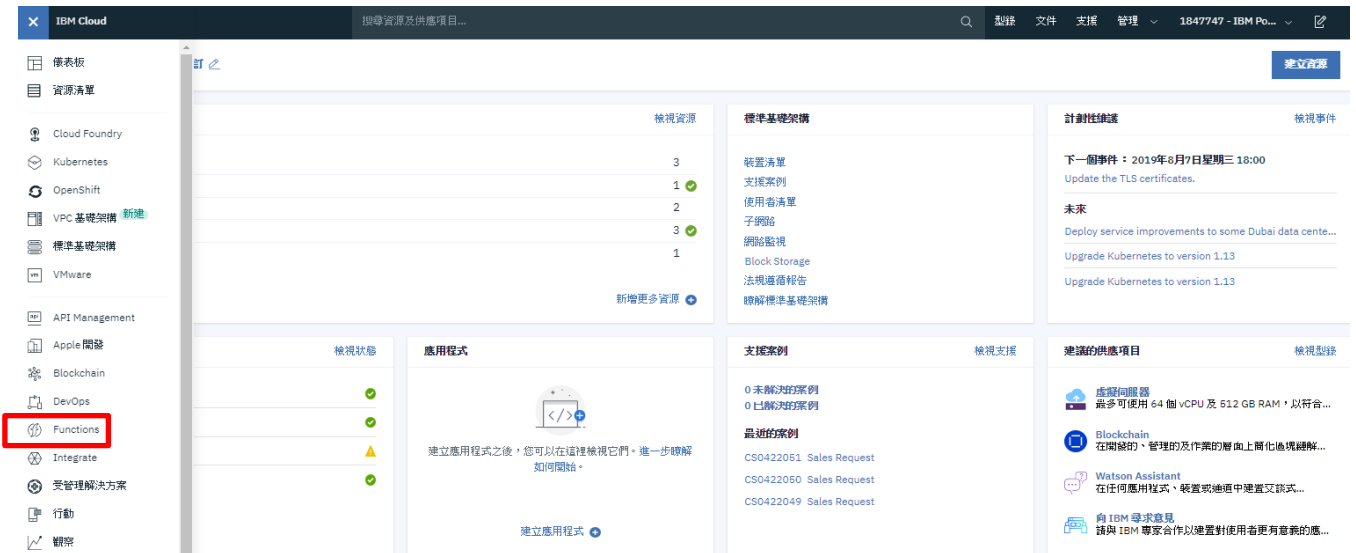 IBM Cloud
搜尋資源及供應項目...
型錄
文件
支援
管理
1847747 - IBM Po...
儀表板
資源清單
Cloud Foundry
Kubernetes
OpenShift
VPC 基礎架構 新建
標準基礎架構
VMware
API Management
Apple 開發
Blockchain
DevOps
Functions
Integrate
受管理解決方案
行動
觀察
訂
建立資源
檢視資源
3
1
2
3
1
新增更多資源
標準基礎架構
裝置清單
支援案例
使用者清單
子網路
網路監視
Block Storage
法規遵循報告
瞭解標準基礎架構
計劃性維護
檢視事件
下一個事件：2019年8月7日星期三 18:00
Update the TLS certificates.
未來
Deploy service improvements to some Dubai data cente...
Upgrade Kubernetes to version 1.13
Upgrade Kubernetes to version 1.13
檢視狀態
應用程式
</>
建立應用程式之後，您可以在這裡檢視它們。進一步瞭解
如何開始。
建立應用程式
支援案例
檢視支援
0 未解決的案例
0 已解決的案例
最近的案例
CS0422051 Sales Request
CS0422050 Sales Request
CS0422049 Sales Request
建議的供應項目
檢視型錄
虛擬伺服器
最多可使用 64 個 vCPU 及 512 GB RAM，以符合...
Blockchain
在開發的、管理的及作業的層面上簡化區塊鏈解...
Watson Assistant
在任何應用程式、裝置或通道中建置交談式...
向 IBM 尋求意見
請與 IBM 專家合作以建置對使用者更有意義的應...